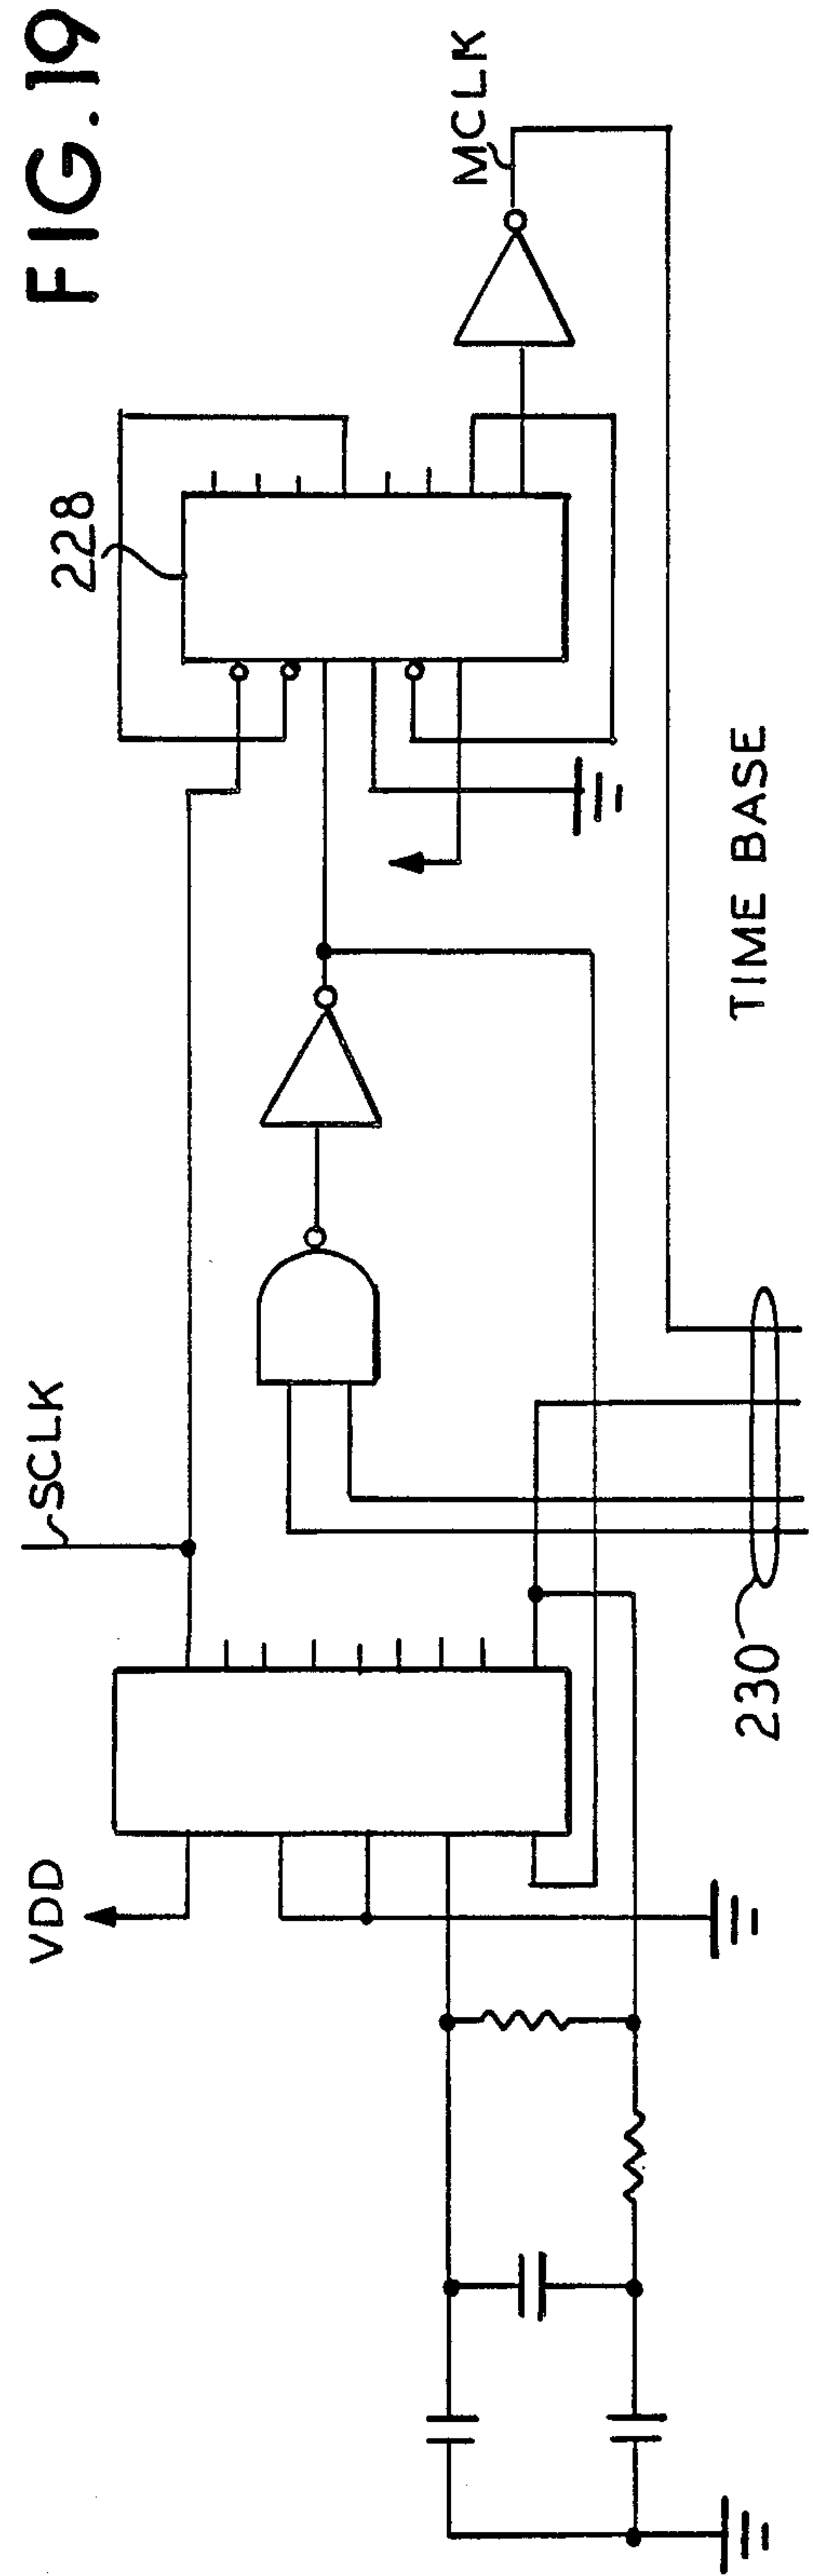 FIG. 19
SCLK
228
MCLK
VDD
230
TIME BASE